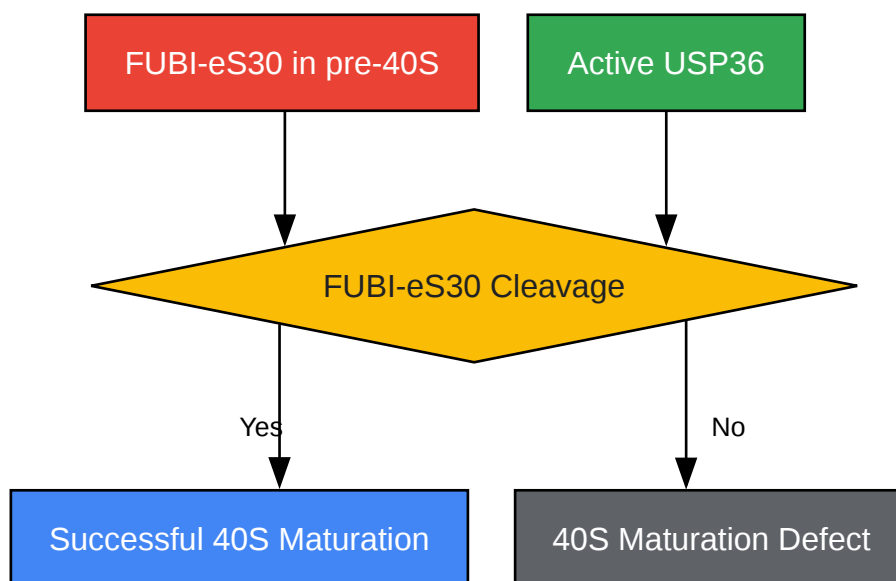 FUBI-eS30 in pre-40S
Active USP36
FUBI-eS30 Cleavage
Yes
No
Successful 40S Maturation
40S Maturation Defect